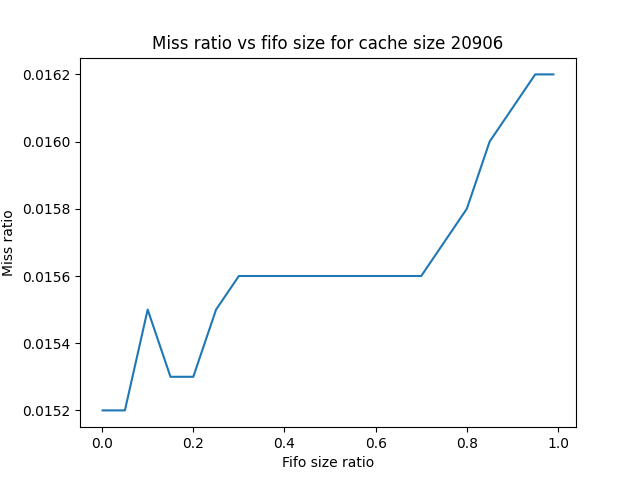 Miss ratio vs fifo size for cache size 20906
0.0162
0.0160
0.0158
0.0156
0.0154
0.0152
Miss ratio
0.0 0.2 0.4 0.6 0.8 1.0
Fifo size ratio